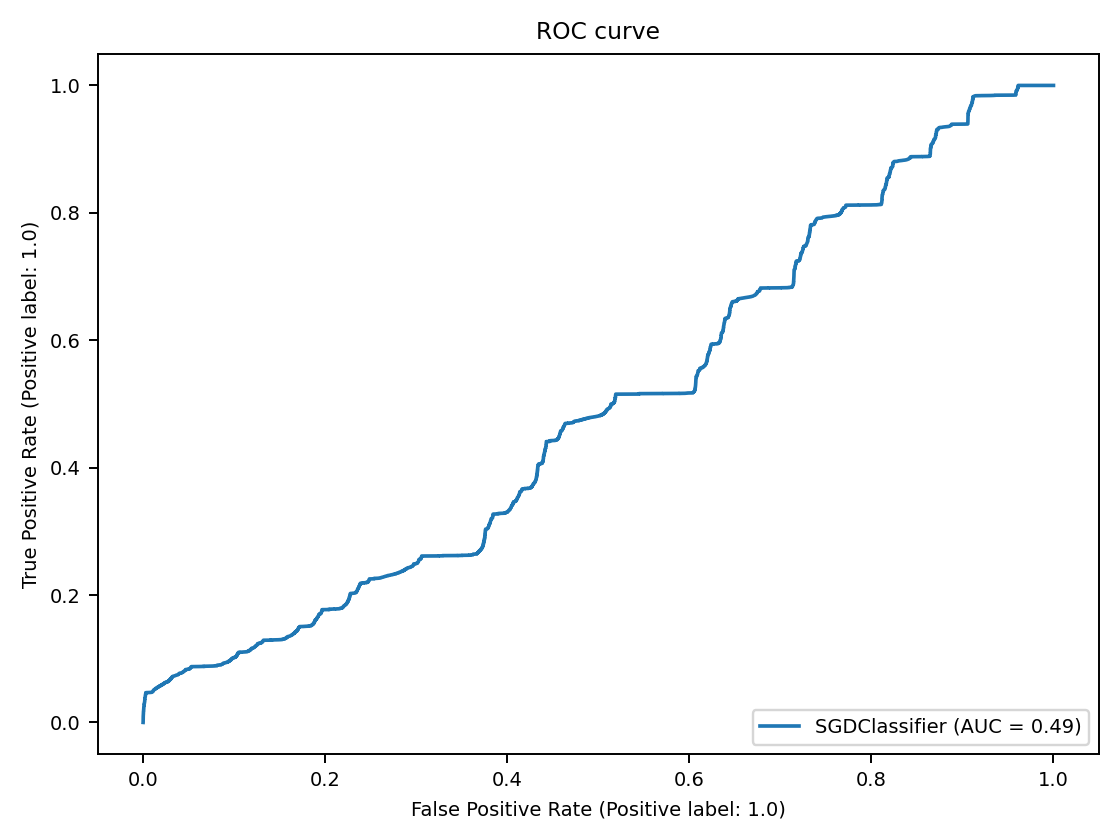 ROC curve
True Positive Rate (Positive label: 1.0)
1.0
0.8
0.6
0.4
0.2
0.0
SGDClassifier (AUC = 0.49)
0.0 0.2 0.4 0.6 0.8 1.0
False Positive Rate (Positive label: 1.0)